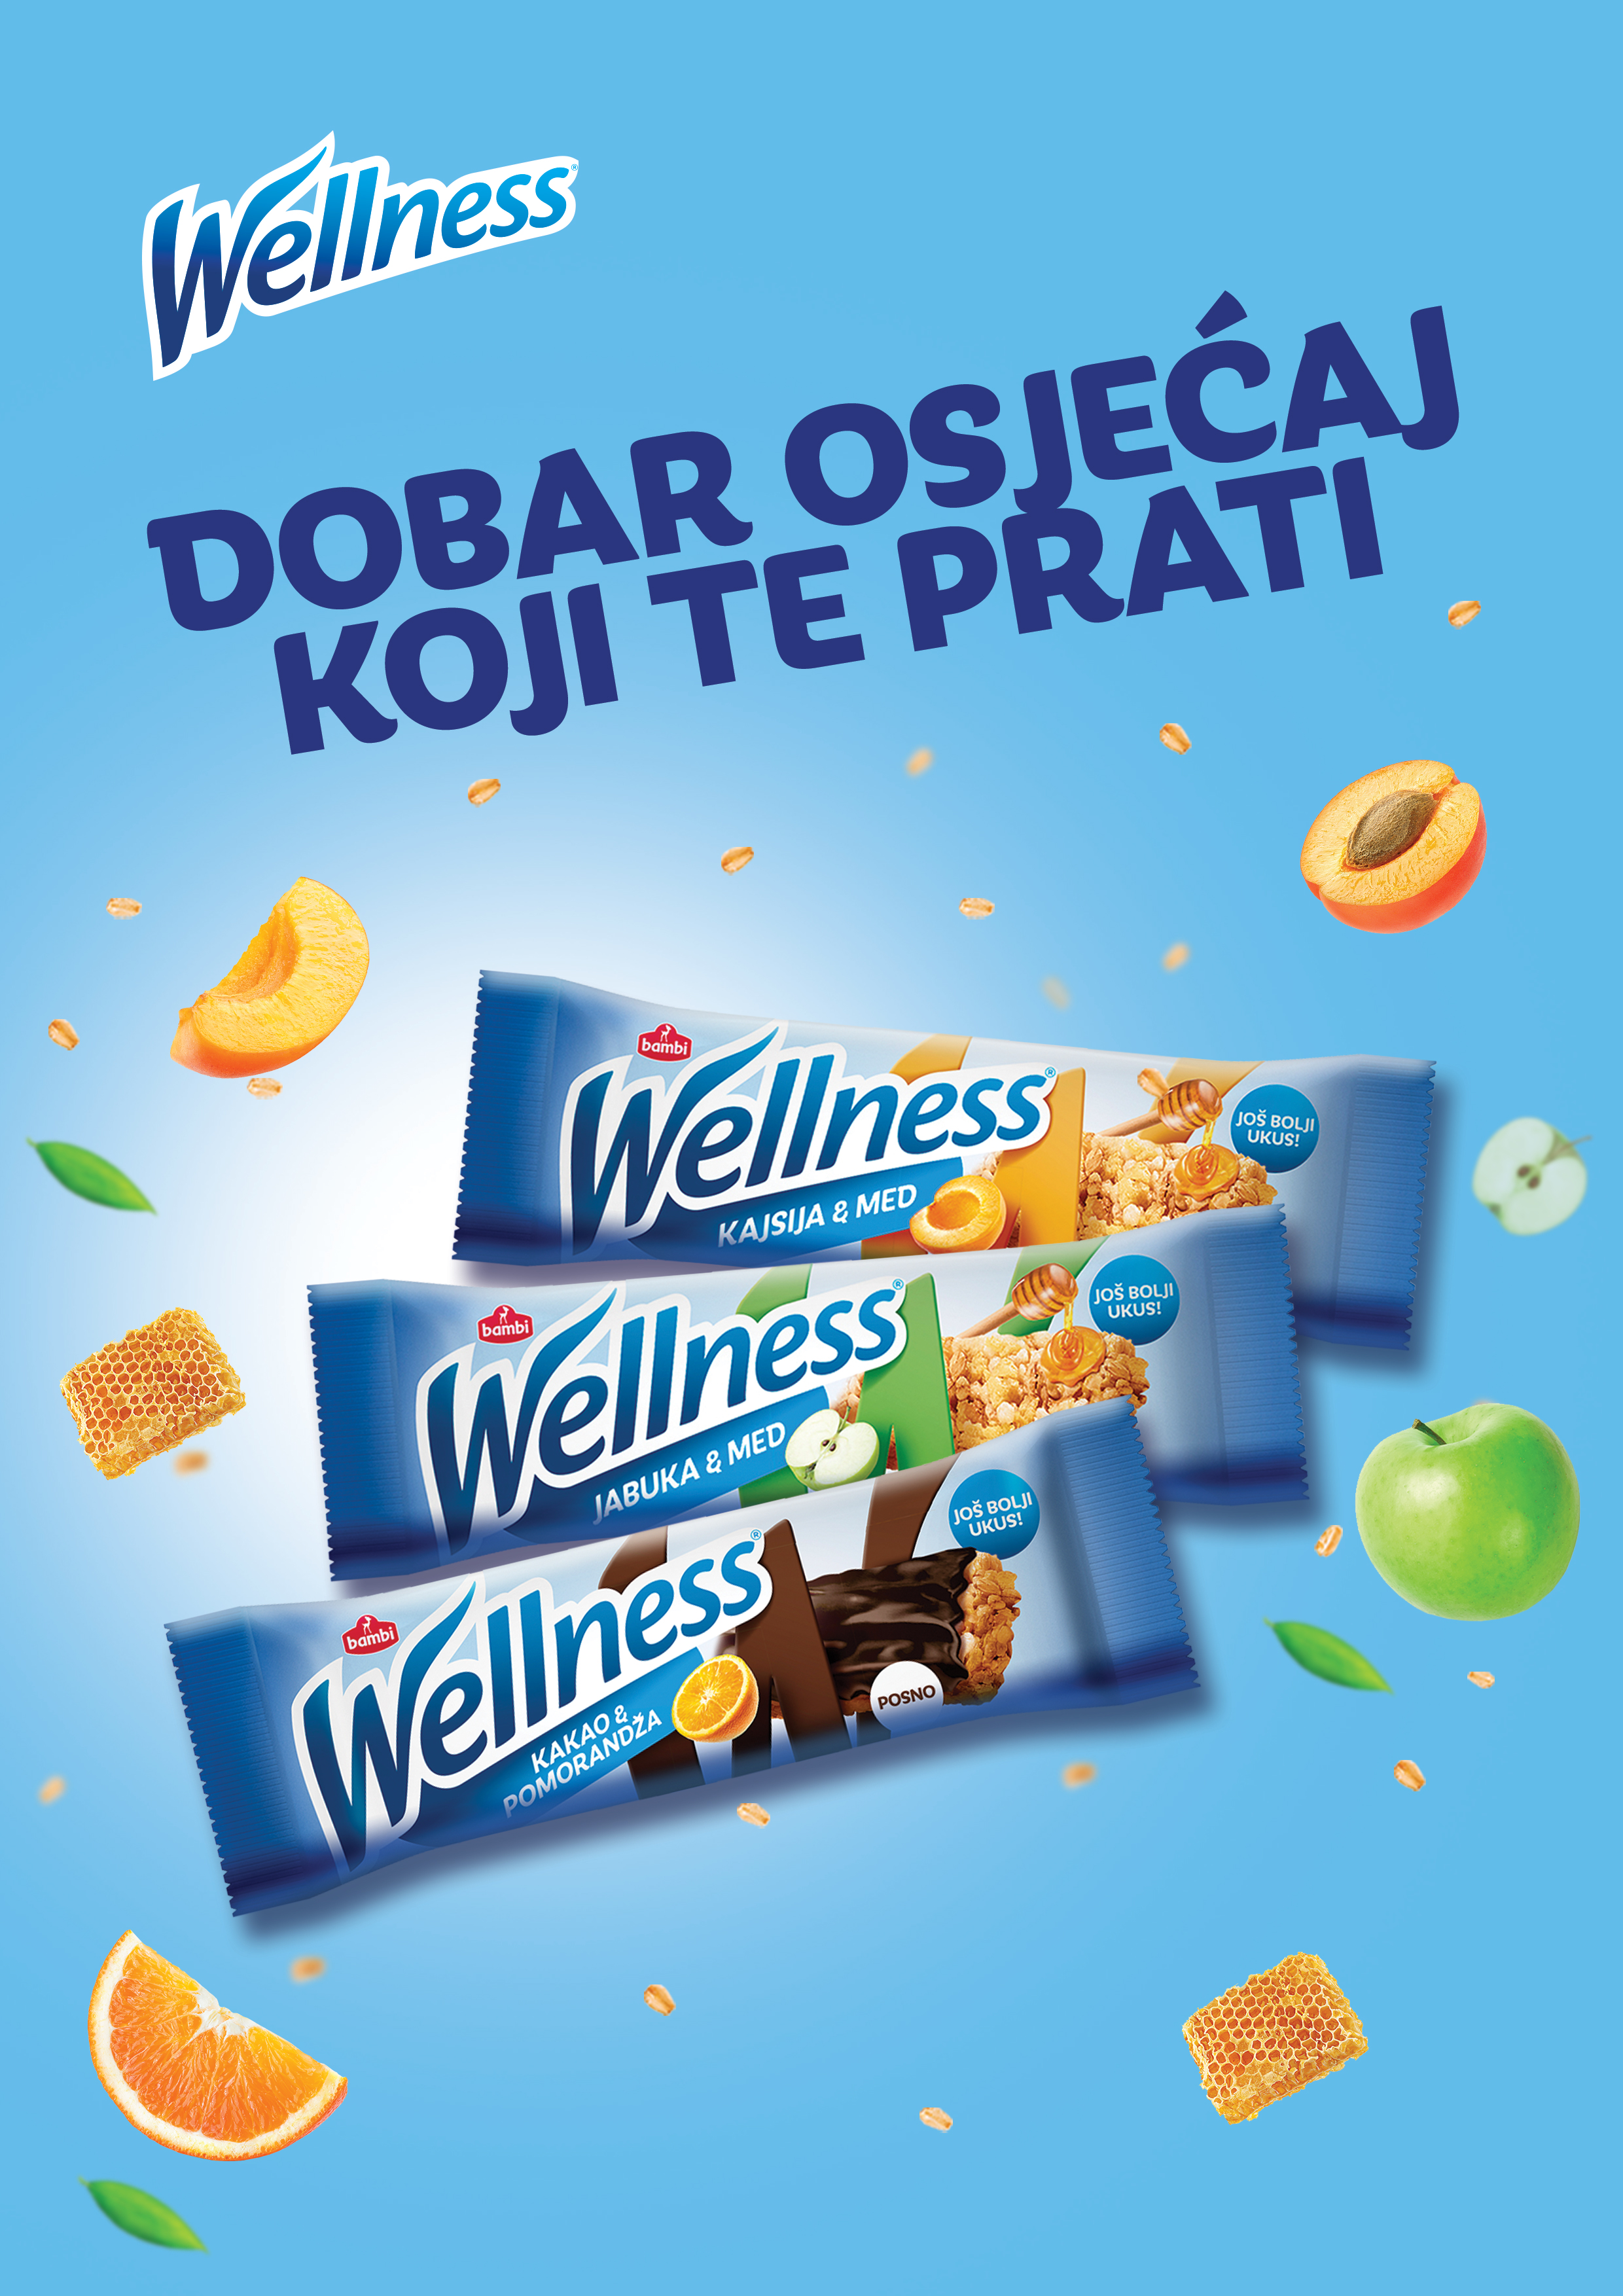 Wellness®
DOBAR OSJEĆAJ
KOJI TE PRATI
bambi
Wellness®
KAJSIJA & MED
JOŠ BOLJI
UKUS!
bambi
Wellness®
JABUKA & MED
JOŠ BOLJI
UKUS!
bambi
Wellness®
KAKAO &
POMORANDŽA
JOŠ BOLJI
UKUS!
POSNO